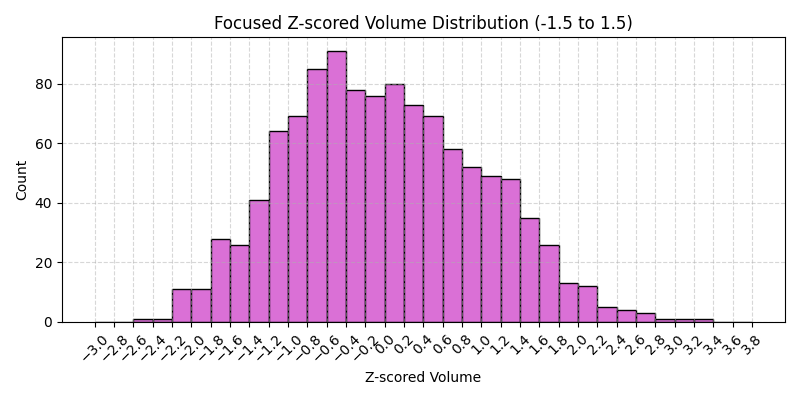 Focused Z-scored Volume Distribution (-1.5 to 1.5)
Count
80
60
40
20
0
−3.0 −2.8 −2.6 −2.4 −2.2 −2.0 −1.8 −1.6 −1.4 −1.2 −1.0 −0.8 −0.6 −0.4 −0.2 0.0 0.2 0.4 0.6 0.8 1.0 1.2 1.4 1.6 1.8 2.0 2.2 2.4 2.6 2.8 3.0 3.2 3.4 3.6 3.8
Z-scored Volume